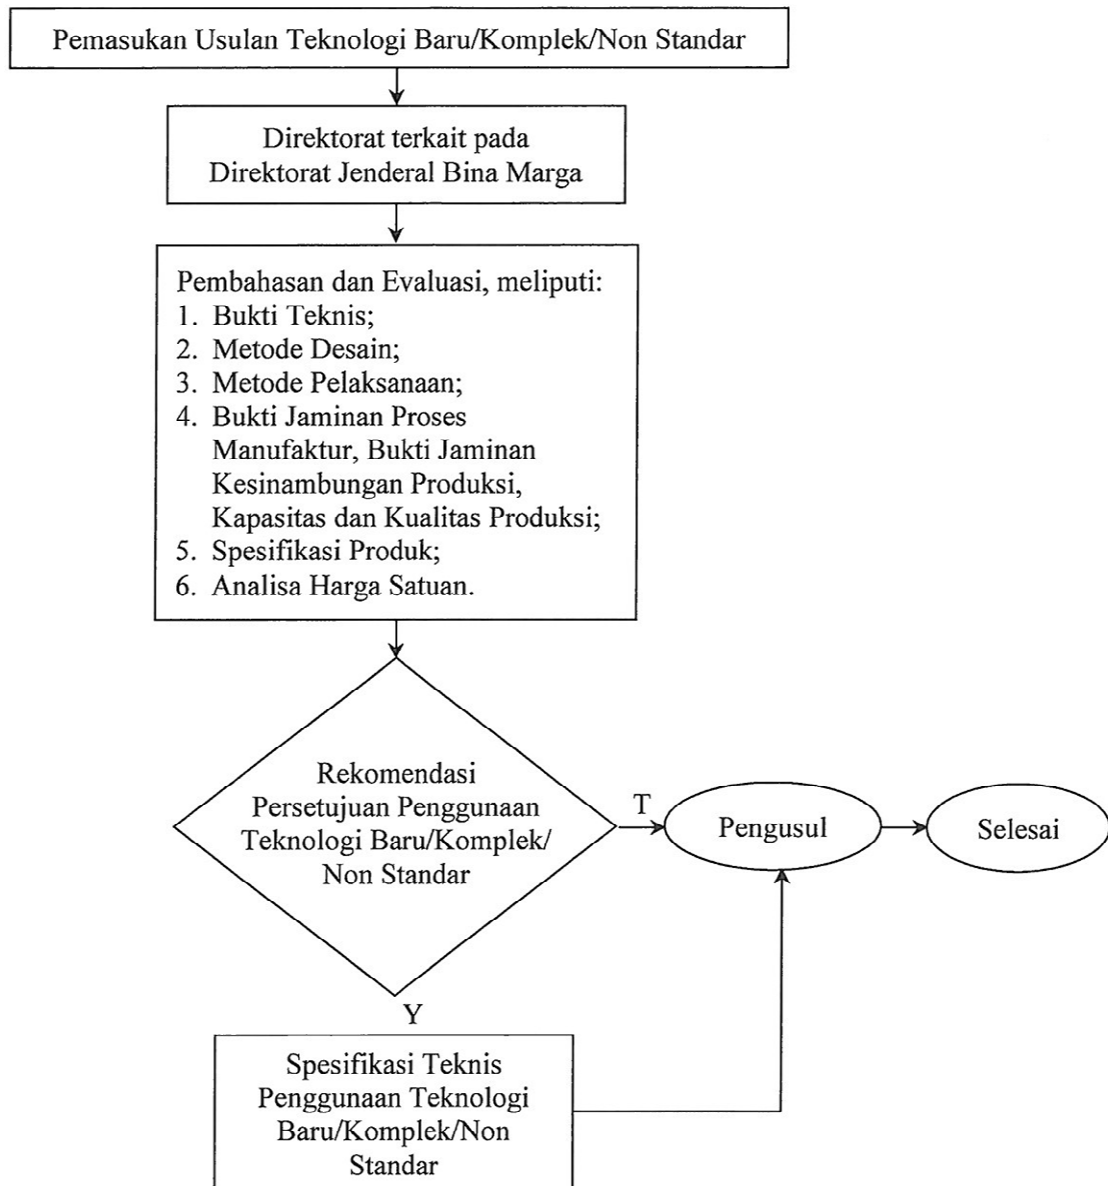 Pemasukan Usulan Teknologi Baru/Komplek/Non Standar
Direktorat terkait pada
Direktorat Jenderal Bina Marga
Pembahasan dan Evaluasi, meliputi:
1. Bukti Teknis;
2. Metode Desain;
3. Metode Pelaksanaan;
4. Bukti Jaminan Proses
Manufaktur, Bukti Jaminan
Kesinambungan Produksi,
Kapasitas dan Kualitas Produksi;
5. Spesifikasi Produk;
6. Analisa Harga Satuan.
Rekomendasi
Persetujuan Penggunaan
Teknologi Baru/Komplek/
Non Standar
T
Pengusul
Selesai
Y
Spesifikasi Teknis
Penggunaan Teknologi
Baru/Komplek/Non
Standar